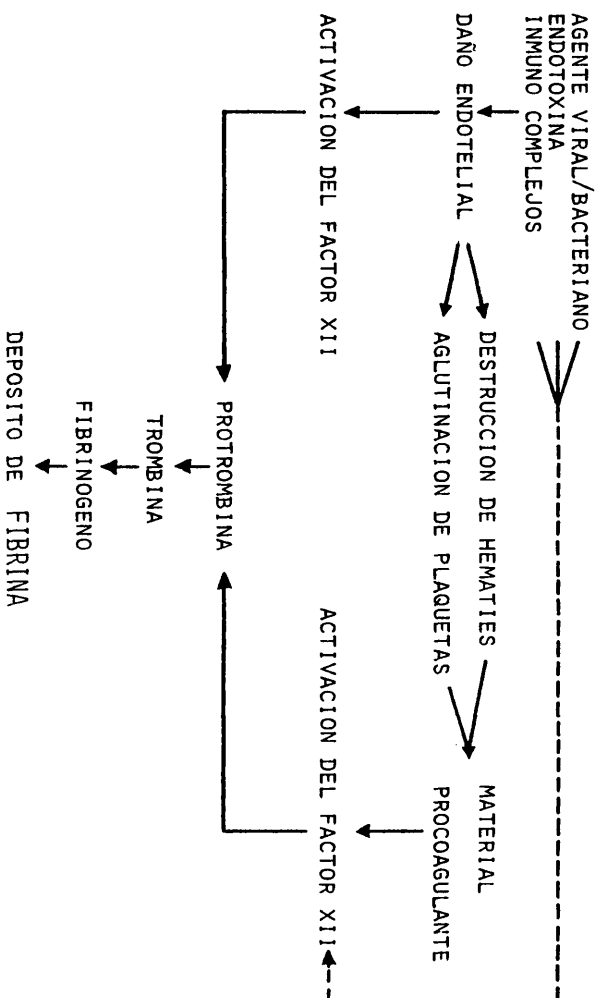 AGENTE VIRAL/BACTERIANO
ENDOTOXINA
INMUNO COMPLEJOS
DAÑO ENDOTELIAL
DESTRUCCION DE HEMATIES
AGLUTINACION DE PLAQUETAS
MATERIAL
PROCOAGULANTE
ACTIVACION DEL FACTOR XII
ACTIVACION DEL FACTOR XII
PROTROMBINA
TROMBINA
FIBRINOGENO
DEPOSITO DE FIBRINA